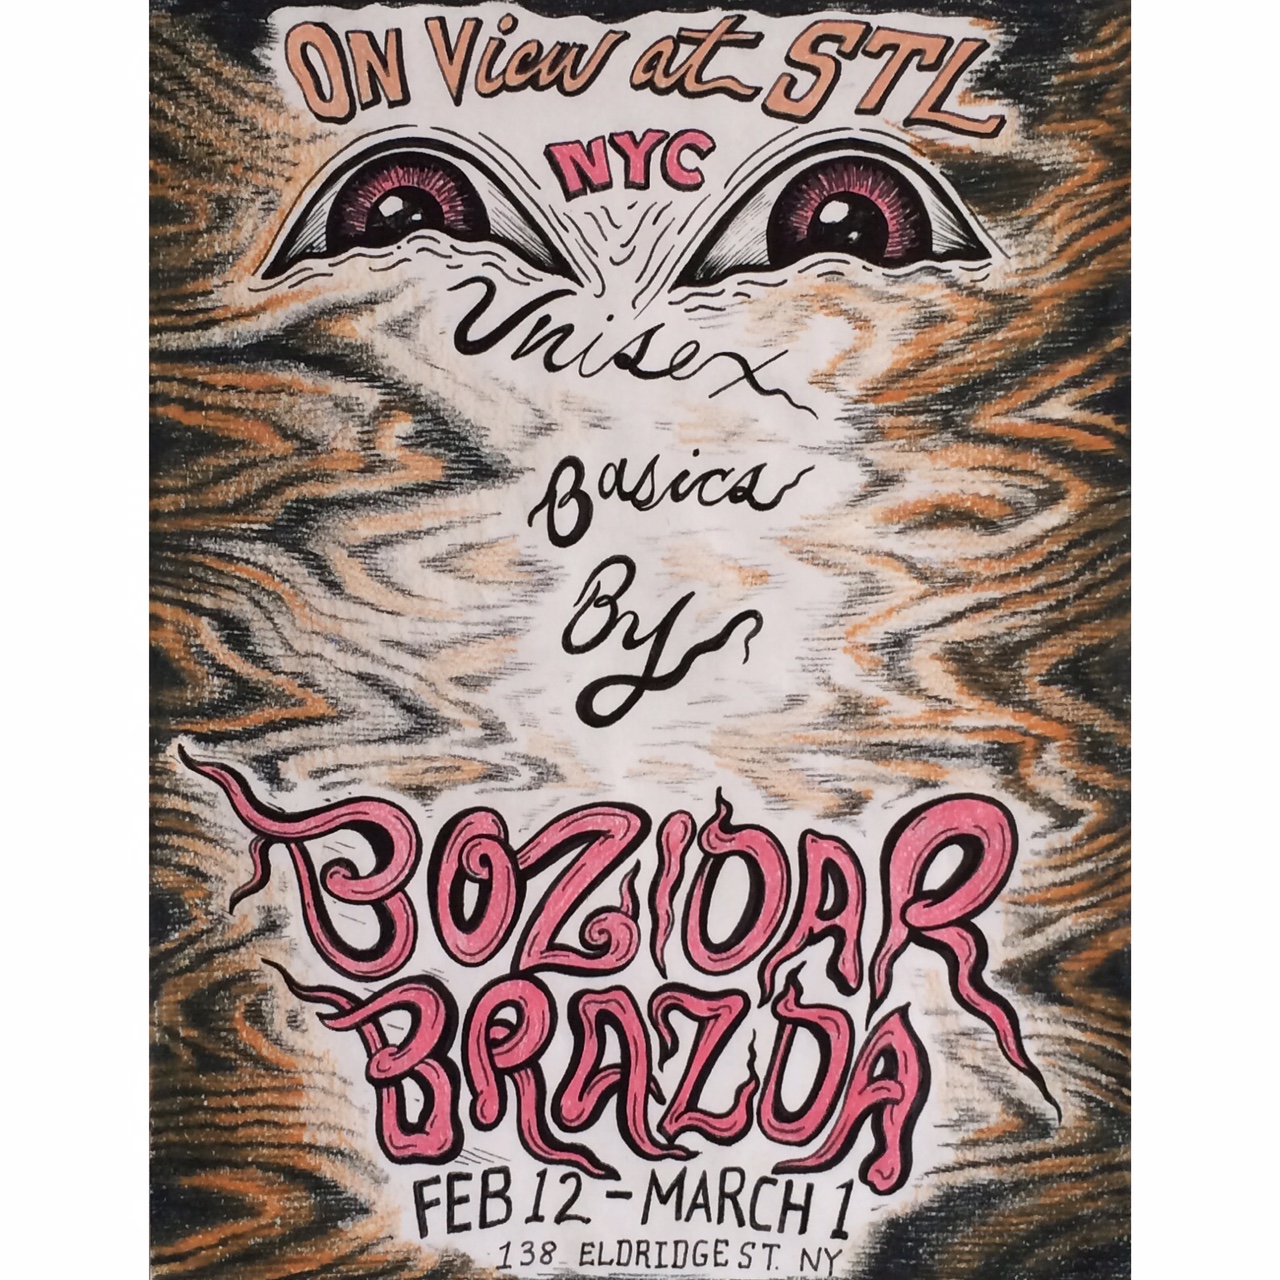 ON View at STL
NYC
Unisex
Basics
By
BOZIDAR
BRAZDA
FEB 12 - MARCH 1
138 ELDRIDGE ST. NY